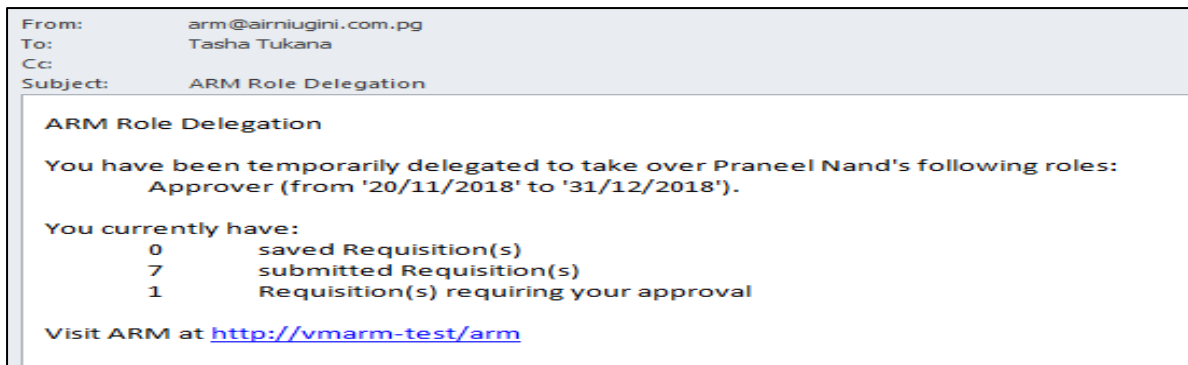 From: arm@airniugini.com.pg
To: Tasha Tukana
Cc:
Subject: ARM Role Delegation
ARM Role Delegation
You have been temporarily delegated to take over Praneel Nand's following roles:
Approver (from '20/11/2018' to '31/12/2018').
You currently have:
0 saved Requisition(s)
7 submitted Requisition(s)
1 Requisition(s) requiring your approval
Visit ARM at http://vmarm-test/arm